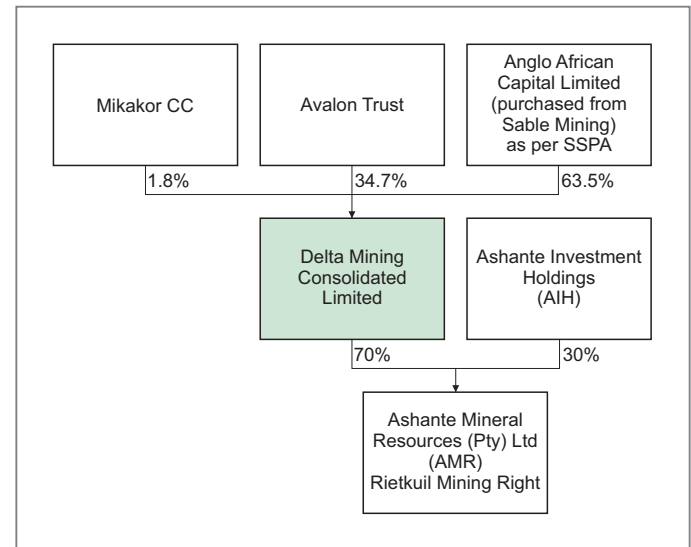 Mikakor CC
Avalon Trust
Anglo African
Capital Limited
(purchased from
Sable Mining)
as per SSPA
1.8%
34.7%
63.5%
Delta Mining
Consolidated
Limited
Ashante Investment
Holdings
(AIH)
70%
30%
Ashante Mineral
Resources (Pty) Ltd
(AMR)
Rietkuil Mining Right